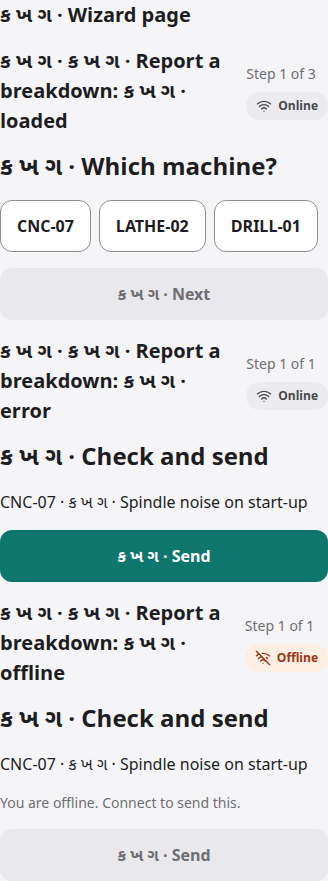 ક ખ ગ · Wizard page
ક ખ ગ · ક ખ ગ · Report a
breakdown: ક ખ ગ ·
loaded
Step 1 of 3
Online
ક ખ ગ · Which machine?
CNC-07
LATHE-02
DRILL-01
ક ખ ગ · Next
ક ખ ગ · ક ખ ગ · Report a
breakdown: ક ખ ગ ·
error
Step 1 of 1
Online
ક ખ ગ · Check and send
CNC-07 · ક ખ ગ · Spindle noise on start-up
ક ખ ગ · Send
ક ખ ગ · ક ખ ગ · Report a
breakdown: ક ખ ગ ·
offline
Step 1 of 1
Offline
ક ખ ગ · Check and send
CNC-07 · ક ખ ગ · Spindle noise on start-up
You are offline. Connect to send this.
ક ખ ગ · Send